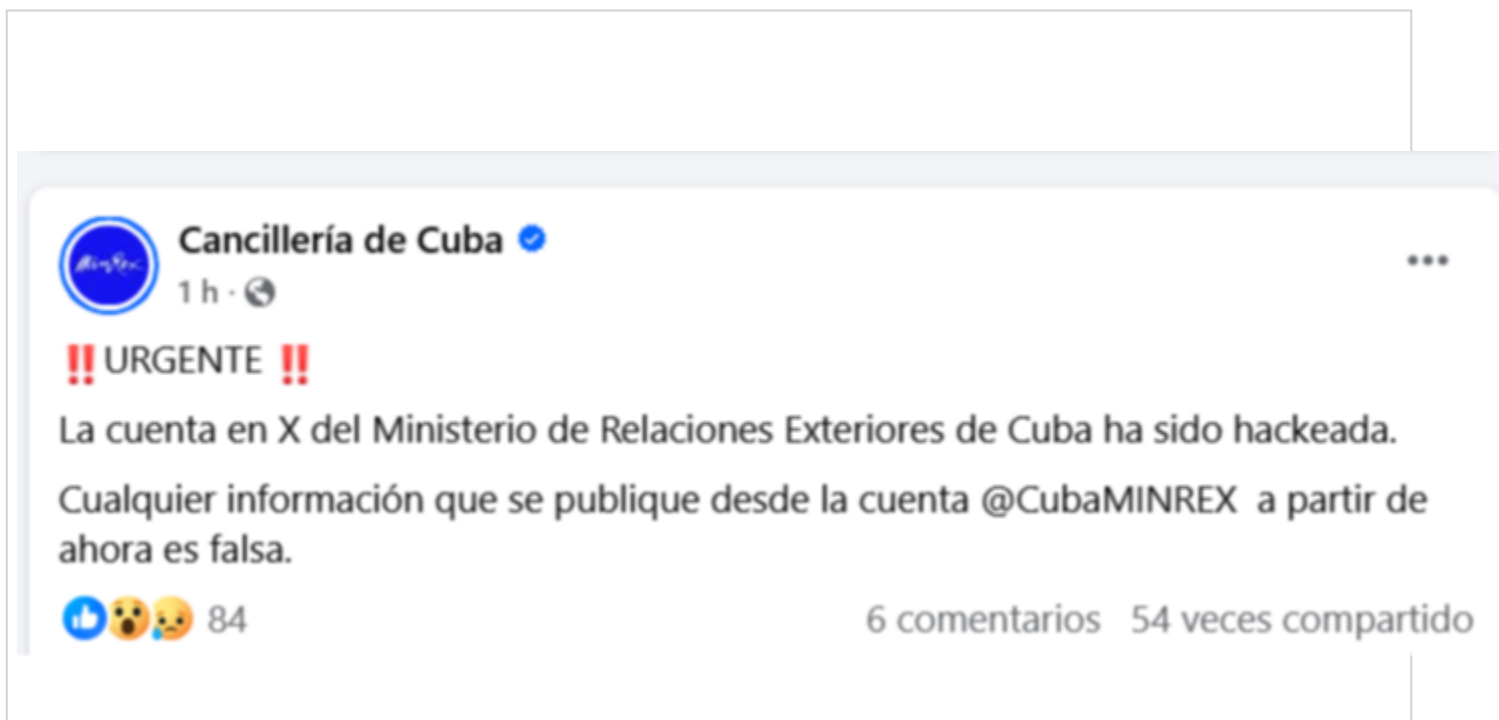 Cancillería de Cuba
1 h ·
‼URGENTE ‼
La cuenta en X del Ministerio de Relaciones Exteriores de Cuba ha sido hackeada.
Cualquier información que se publique desde la cuenta @CubaMINREX a partir de
ahora es falsa.
84 6 comentarios 54 veces compartido
MinRex